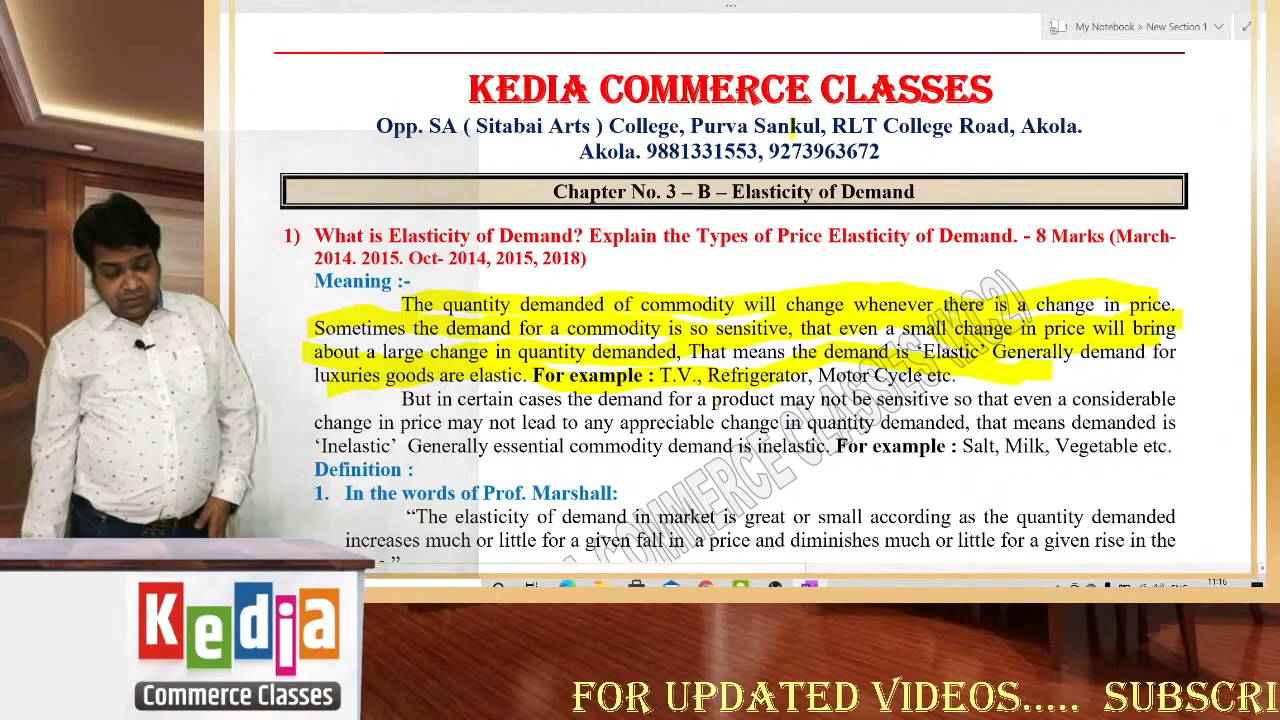 My Notebook > New Section 1
KEDIA COMMERCE CLASSES
Opp. SA ( Sitabai Arts ) College, Purva Sankul, RLT College Road, Akola.
Akola. 9881331553, 9273963672
Chapter No. 3 – B – Elasticity of Demand
1) What is Elasticity of Demand? Explain the Types of Price Elasticity of Demand. - 8 Marks (March-
2014. 2015. Oct- 2014, 2015, 2018)
Meaning :-
The quantity demanded of commodity will change whenever there is a change in price.
Sometimes the demand for a commodity is so sensitive, that even a small change in price will bring
about a large change in quantity demanded, That means the demand is ‘Elastic’ Generally demand for
luxuries goods are elastic. For example : T.V., Refrigerator, Motor Cycle etc.
But in certain cases the demand for a product may not be sensitive so that even a considerable
change in price may not lead to any appreciable change in quantity demanded, that means demanded is
‘Inelastic’ Generally essential commodity demand is inelastic. For example : Salt, Milk, Vegetable etc.
Definition :
1. In the words of Prof. Marshall:
“The elasticity of demand in market is great or small according as the quantity demanded
increases much or little for a given fall in a price and diminishes much or little for a given rise in the
COMMERCE CLASSES
11:16
Kedia
Commerce Classes
FOR UPDATED VIDEOS..... SUBSCRI